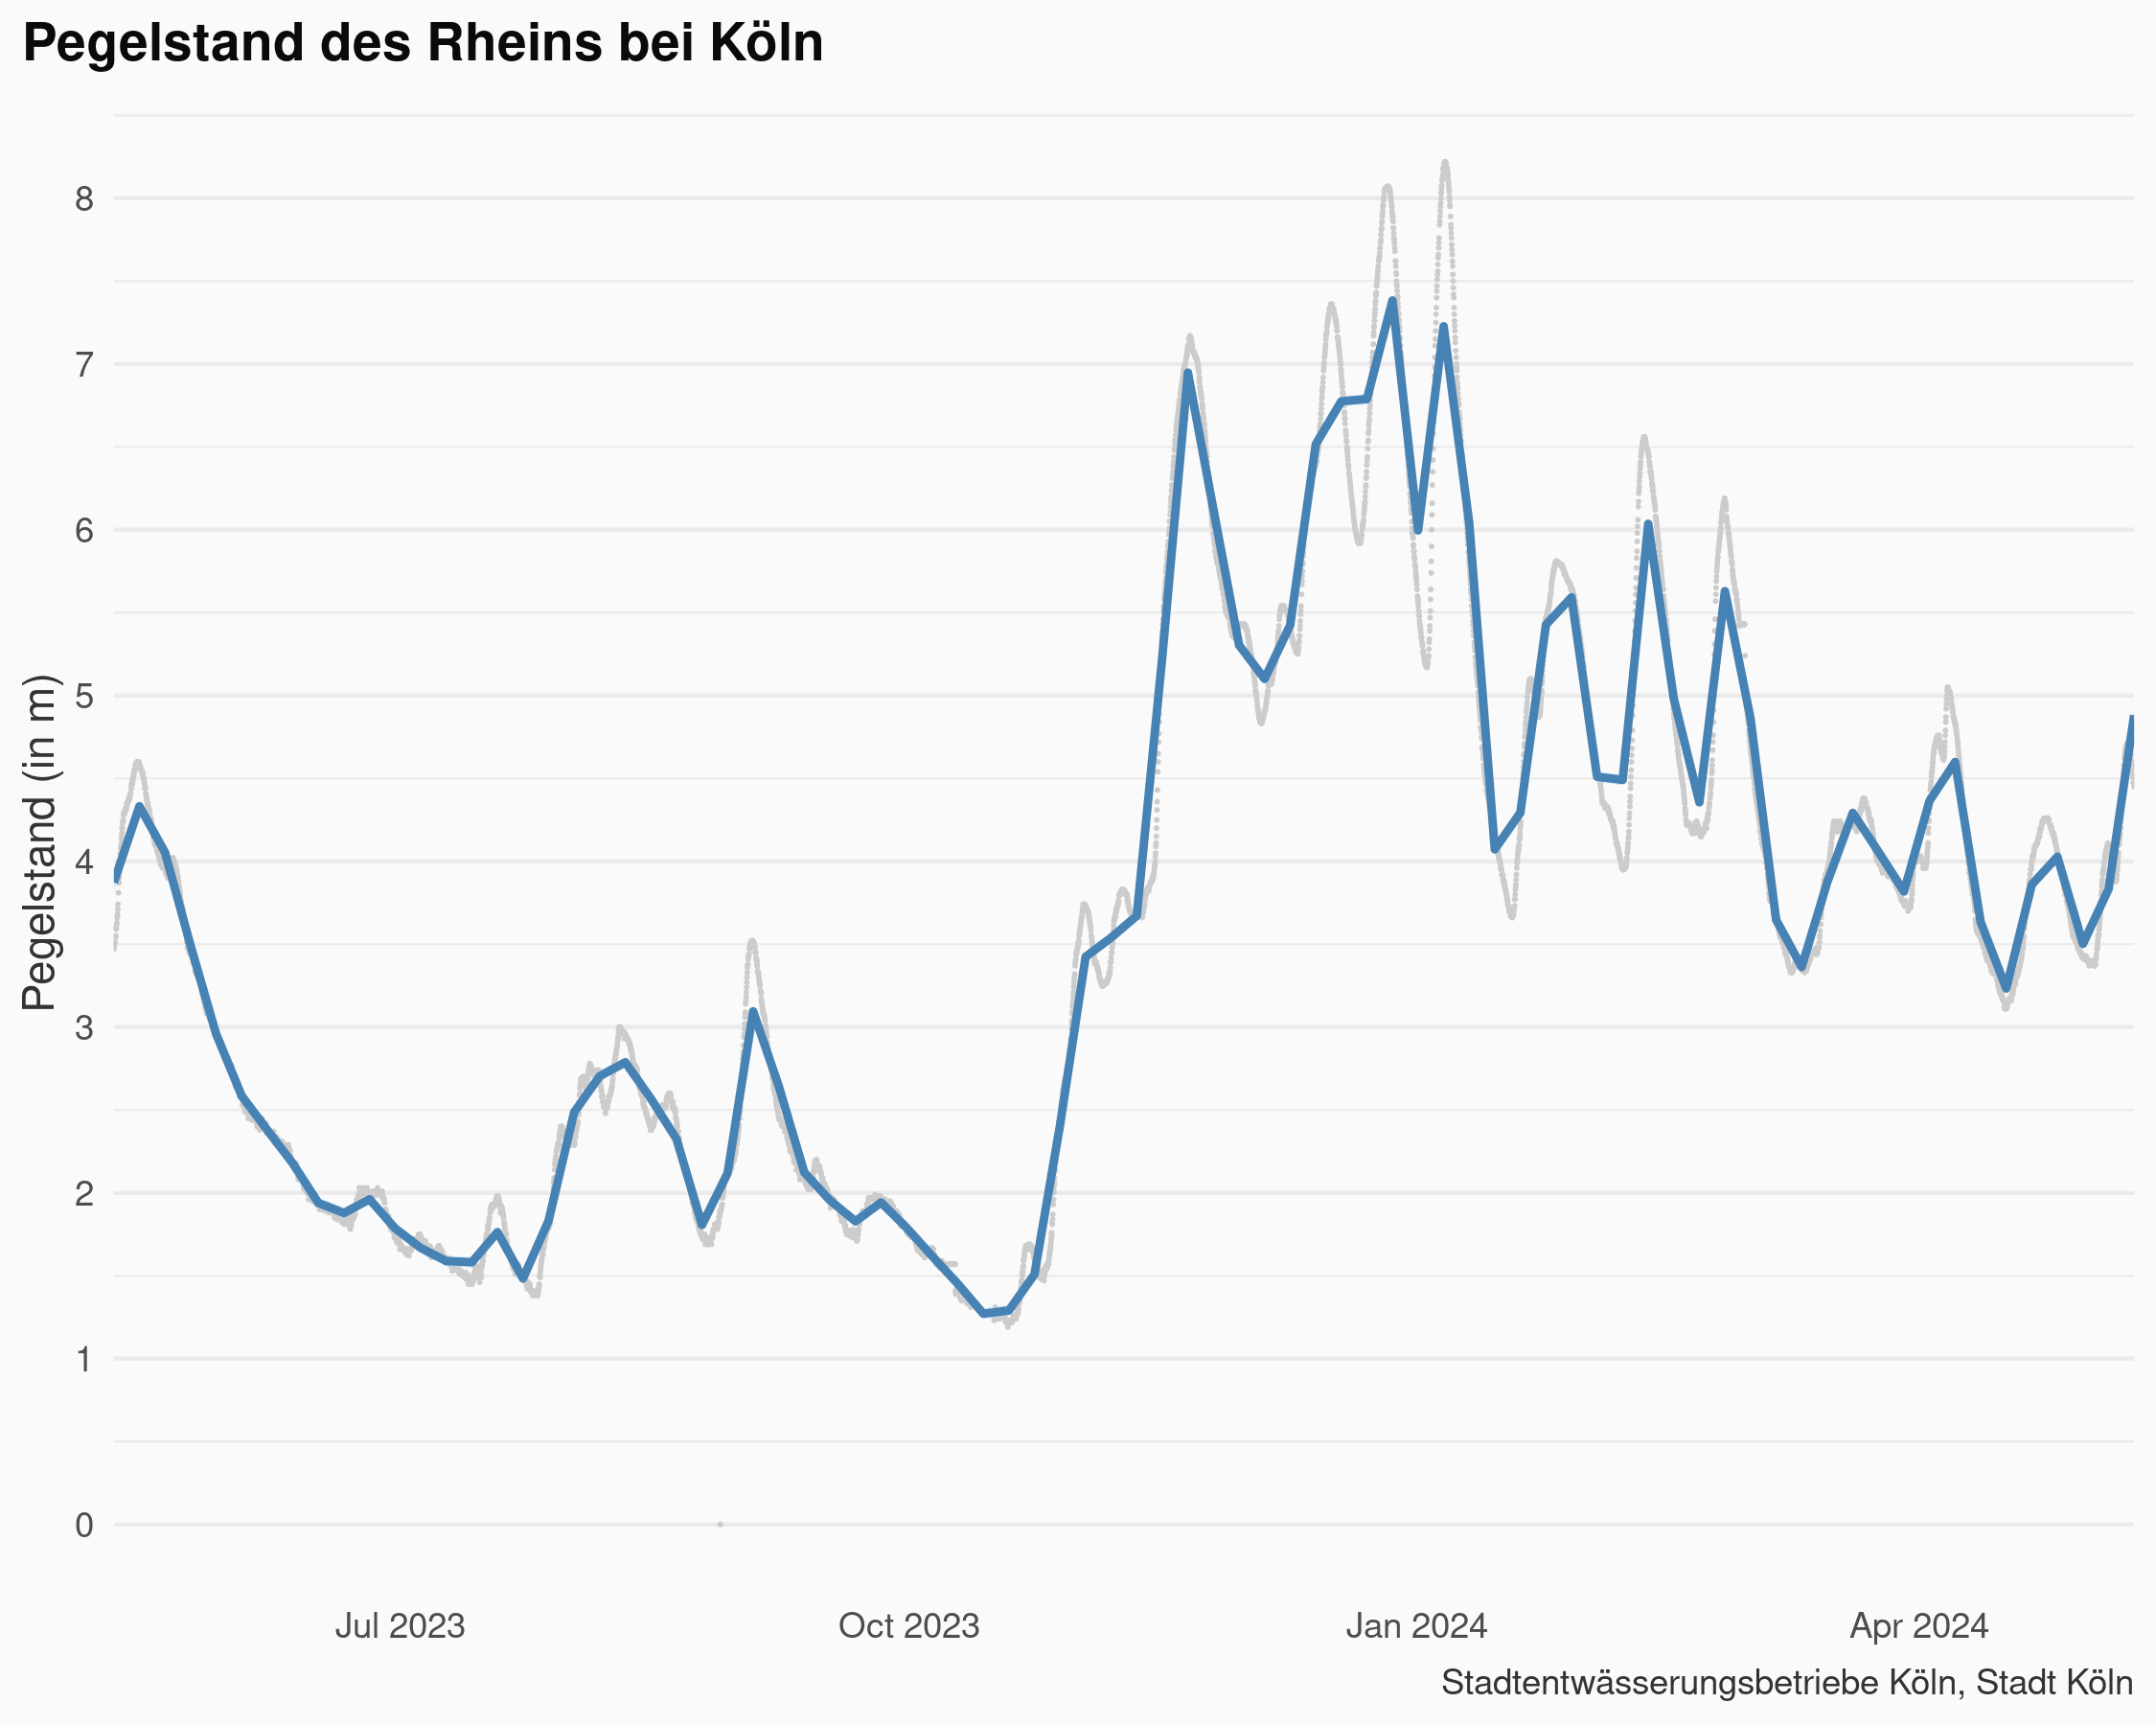 Pegelstand des Rheins bei Köln
Pegelstand (in m)
8
7
6
5
4
3
2
1
0
Jul 2023 Oct 2023 Jan 2024 Apr 2024
Stadtentwässerungsbetriebe Köln, Stadt Köln